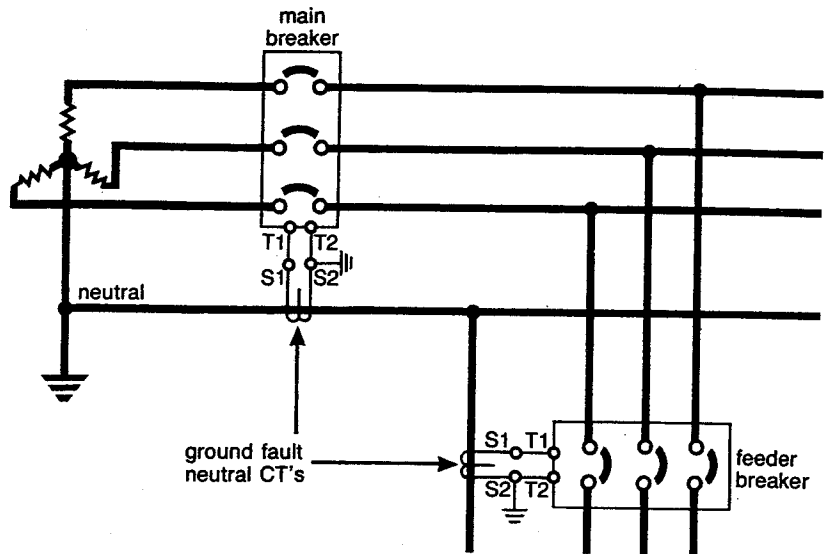 main
breaker
T1 T2
S1 S2
neutral
ground fault
neutral CT's
S1 T1
S2 T2
feeder
breaker